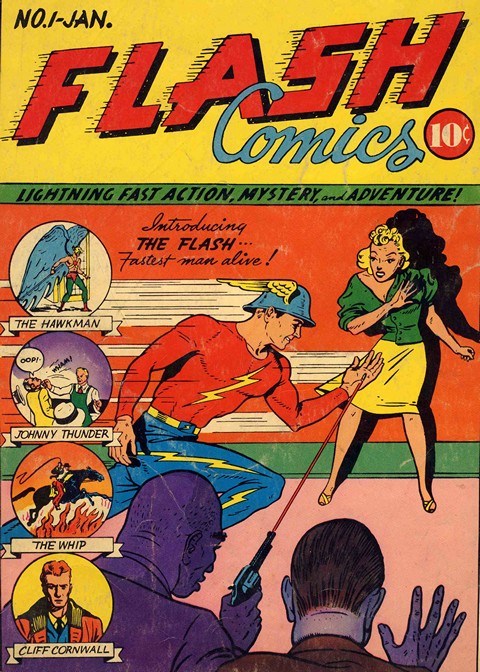 NO.1-JAN.
FLASH
Comics
10¢
LIGHTNING FAST ACTION, MYSTERY, and ADVENTURE!
Introducing
THE FLASH...
Fastest man alive!
THE HAWKMAN
OOP!-
WHAM!
JOHNNY THUNDER
THE WHIP
CLIFF CORNWALL